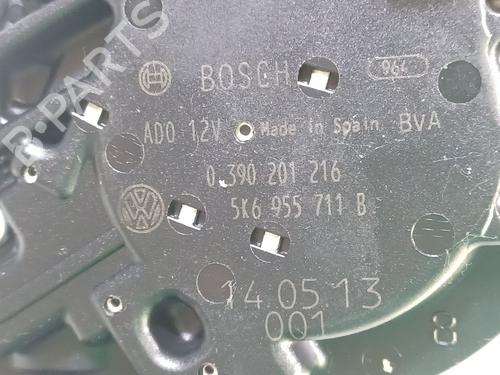 BOSCH 964
AD0 12V Made in Spain BVA
0 390 201 216
5K6 955 711 B
14.05.13
001
8
B-PARTS